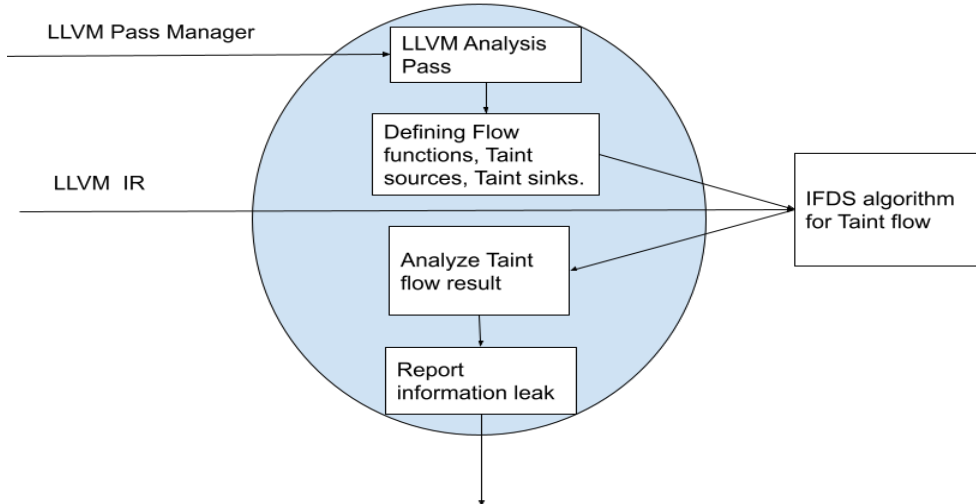 LLVM Pass Manager
LLVM Analysis
Pass
Defining Flow
functions, Taint
sources, Taint sinks.
LLVM IR
IFDS algorithm
for Taint flow
Analyze Taint
flow result
Report
information leak